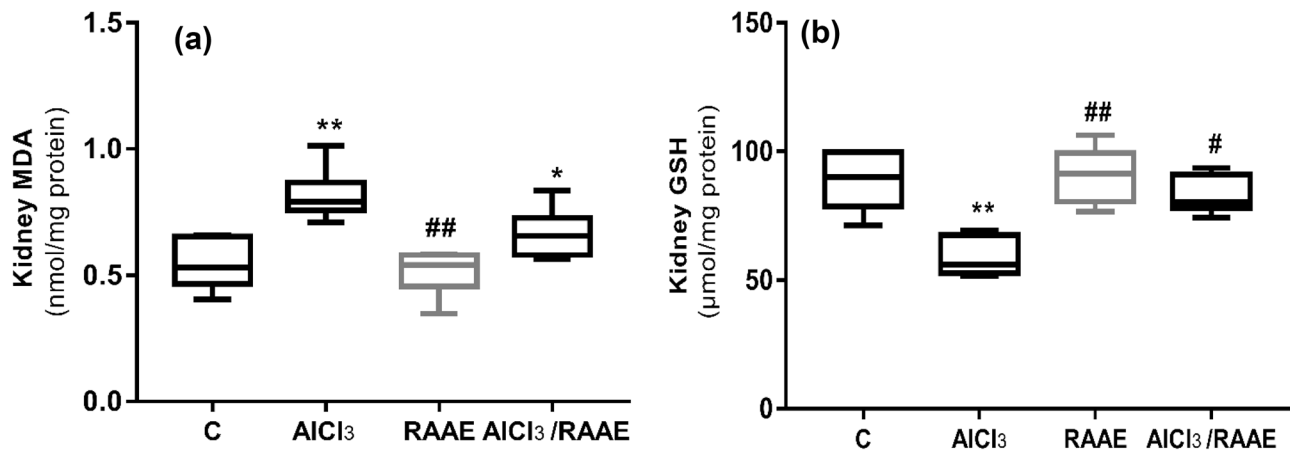 (a)
Kidney MDA
(nmol/mg protein)
1.5
1.0
0.5
0.0
**
##
*
C AlCl3 RAAE AlCl3 /RAAE
(b)
Kidney GSH
(μmol/mg protein)
150
100
50
0
**
##
#
C AlCl3 RAAE AlCl3 /RAAE